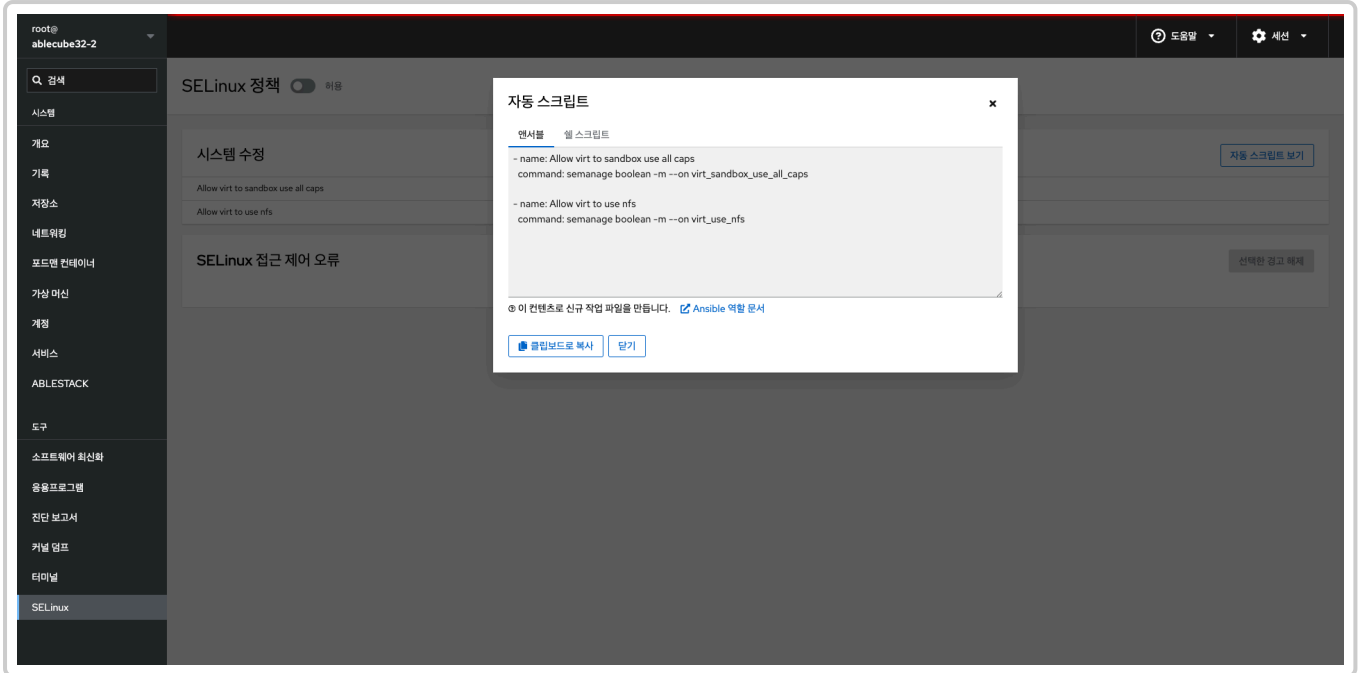 root@
ablecube32-2
도움말
세션
검색
SELinux 정책
허용
시스템
개요
기록
저장소
네트워킹
포드맨 컨테이너
가상 머신
계정
서비스
ABLESTACK
도구
소프트웨어 최신화
응용프로그램
진단 보고서
커널 덤프
터미널
SELinux
시스템 수정
자동 스크립트 보기
Allow virt to sandbox use all caps
Allow virt to use nfs
SELinux 접근 제어 오류
선택한 경고 해제
자동 스크립트
앤서블
쉘 스크립트
- name: Allow virt to sandbox use all caps
command: semanage boolean -m --on virt_sandbox_use_all_caps
- name: Allow virt to use nfs
command: semanage boolean -m --on virt_use_nfs
이 컨텐츠로 신규 작업 파일을 만듭니다.
Ansible 역할 문서
클립보드로 복사
닫기